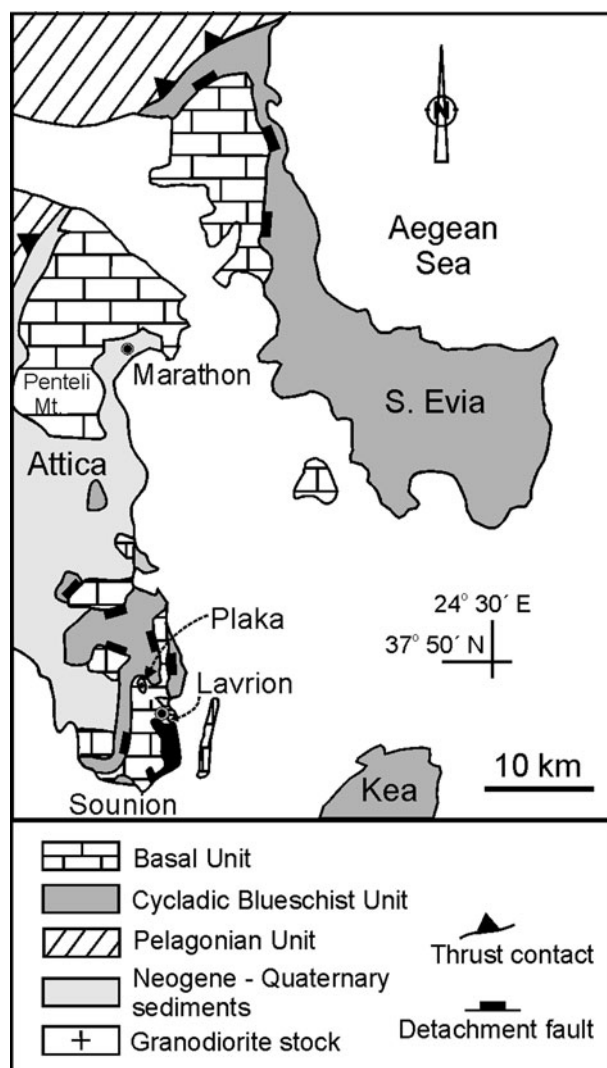 N
Aegean
Sea
Marathon
Penteli
Mt.
S. Evia
Attica
24° 30´ E
Plaka
37° 50´ N
Lavrion
10 km
Kea
Sounion
Basal Unit
Cycladic Blueschist Unit
Pelagonian Unit
Thrust contact
Neogene - Quaternary
sediments
Detachment fault
Granodiorite stock